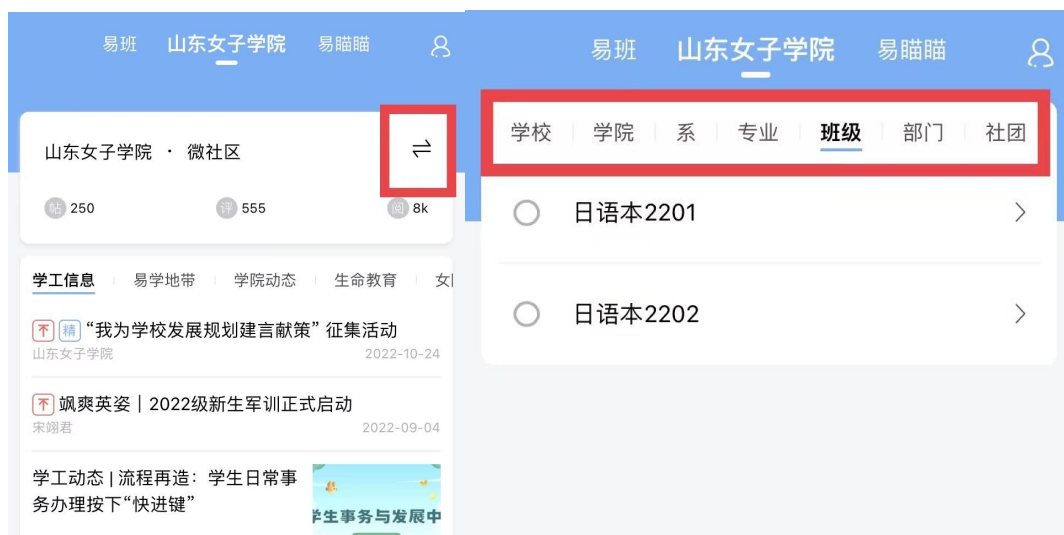 易班 山东女子学院 易瞄瞄
山东女子学院 · 微社区
帖 250 评 555 阅 8k
学工信息 易学地带 学院动态 生命教育
精 “我为学校发展规划建言献策”征集活动
山东女子学院 2022-10-24
飒爽英姿｜2022级新生军训正式启动
宋翊君 2022-09-04
学工动态 | 流程再造：学生日常事
务办理按下“快进键”
学生事务与发展中
易班 山东女子学院 易瞄瞄
学校 学院 系 专业 班级 部门 社团
日语本2201
日语本2202